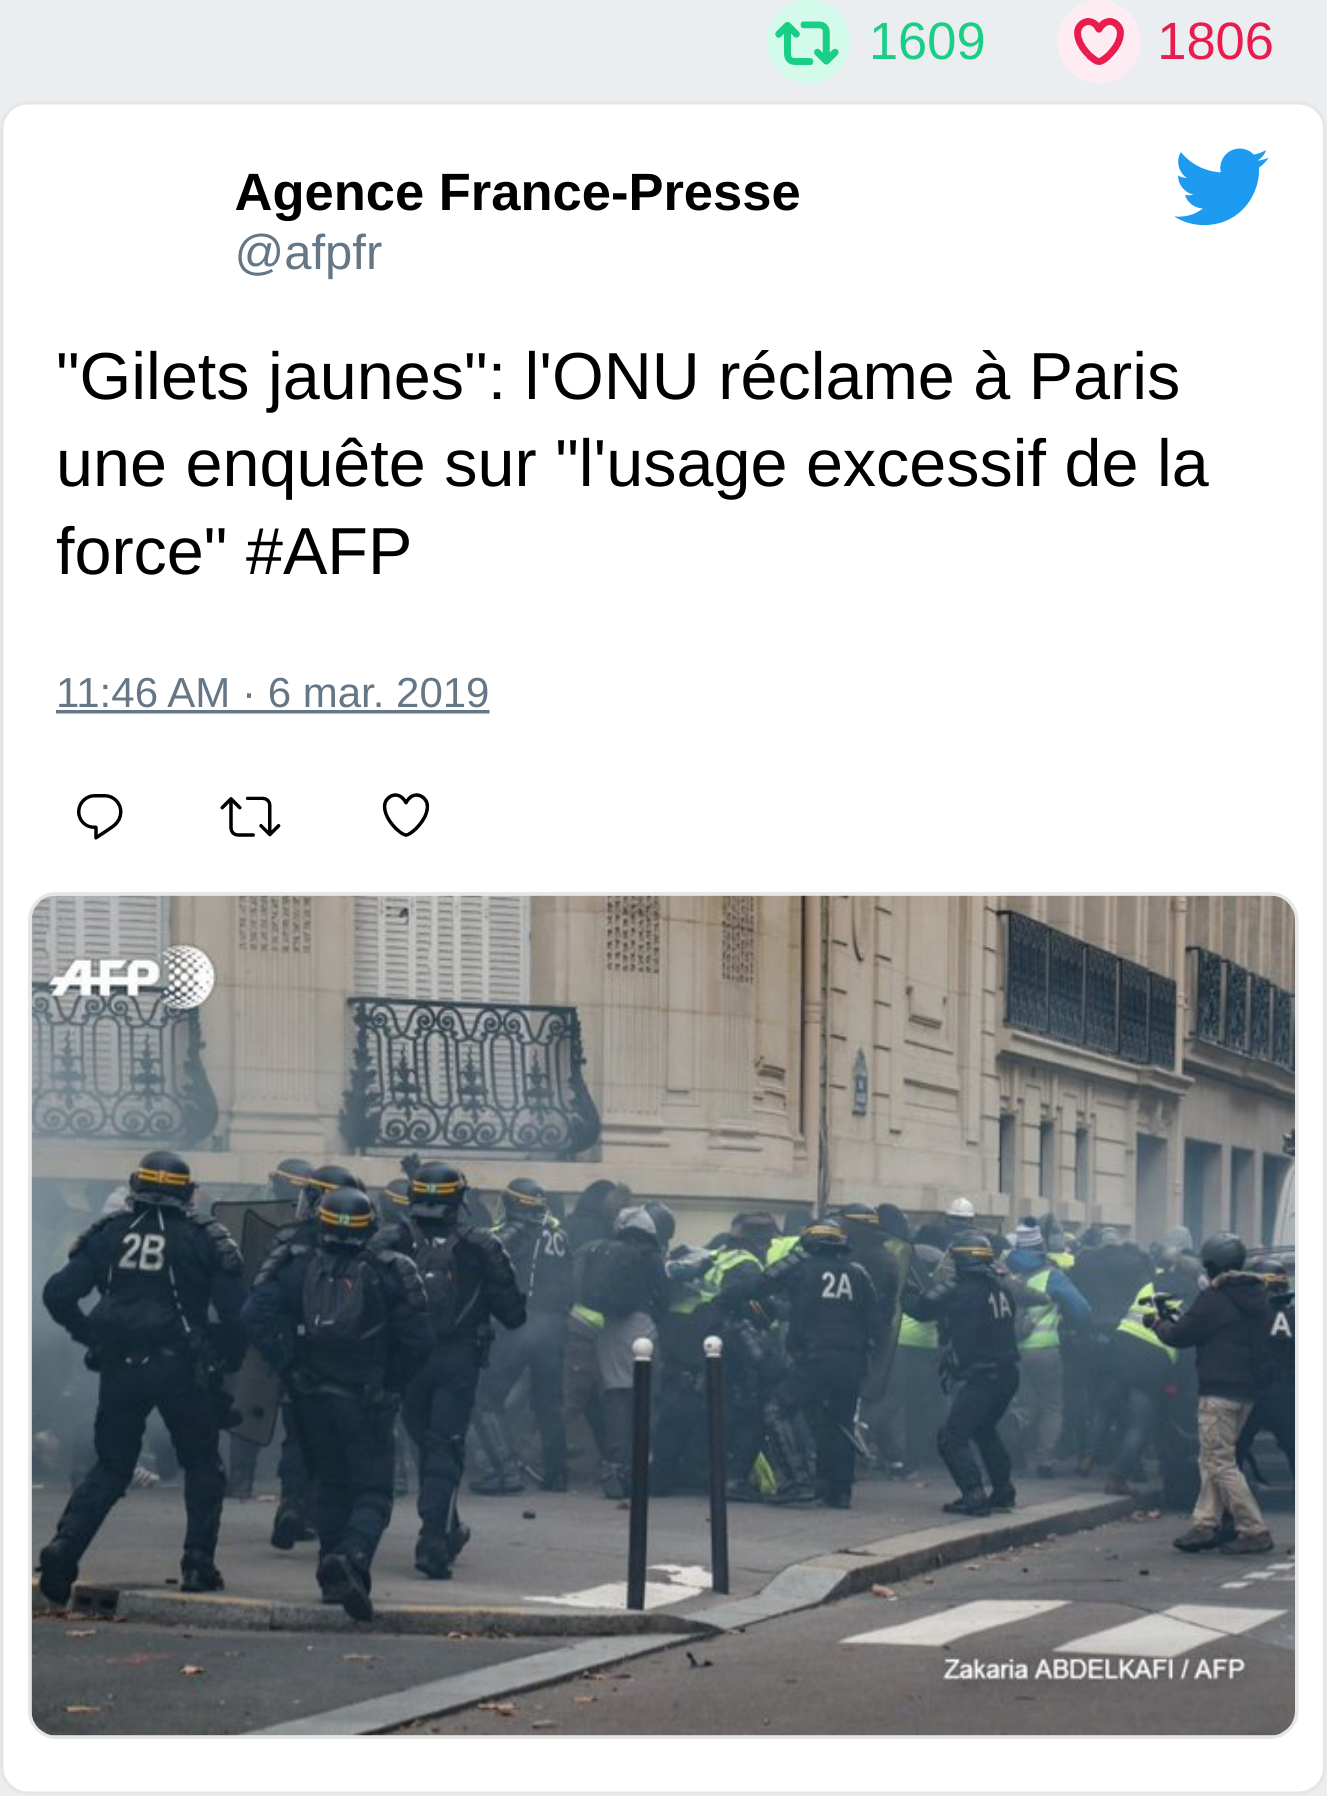 1609 1806
Agence France-Presse
@afpfr
"Gilets jaunes": l'ONU réclame à Paris
une enquête sur "l'usage excessif de la
force" #AFP
11:46 AM · 6 mar. 2019
AFP
2B
2C
2A
1A
A
Zakaria ABDELKAFI / AFP